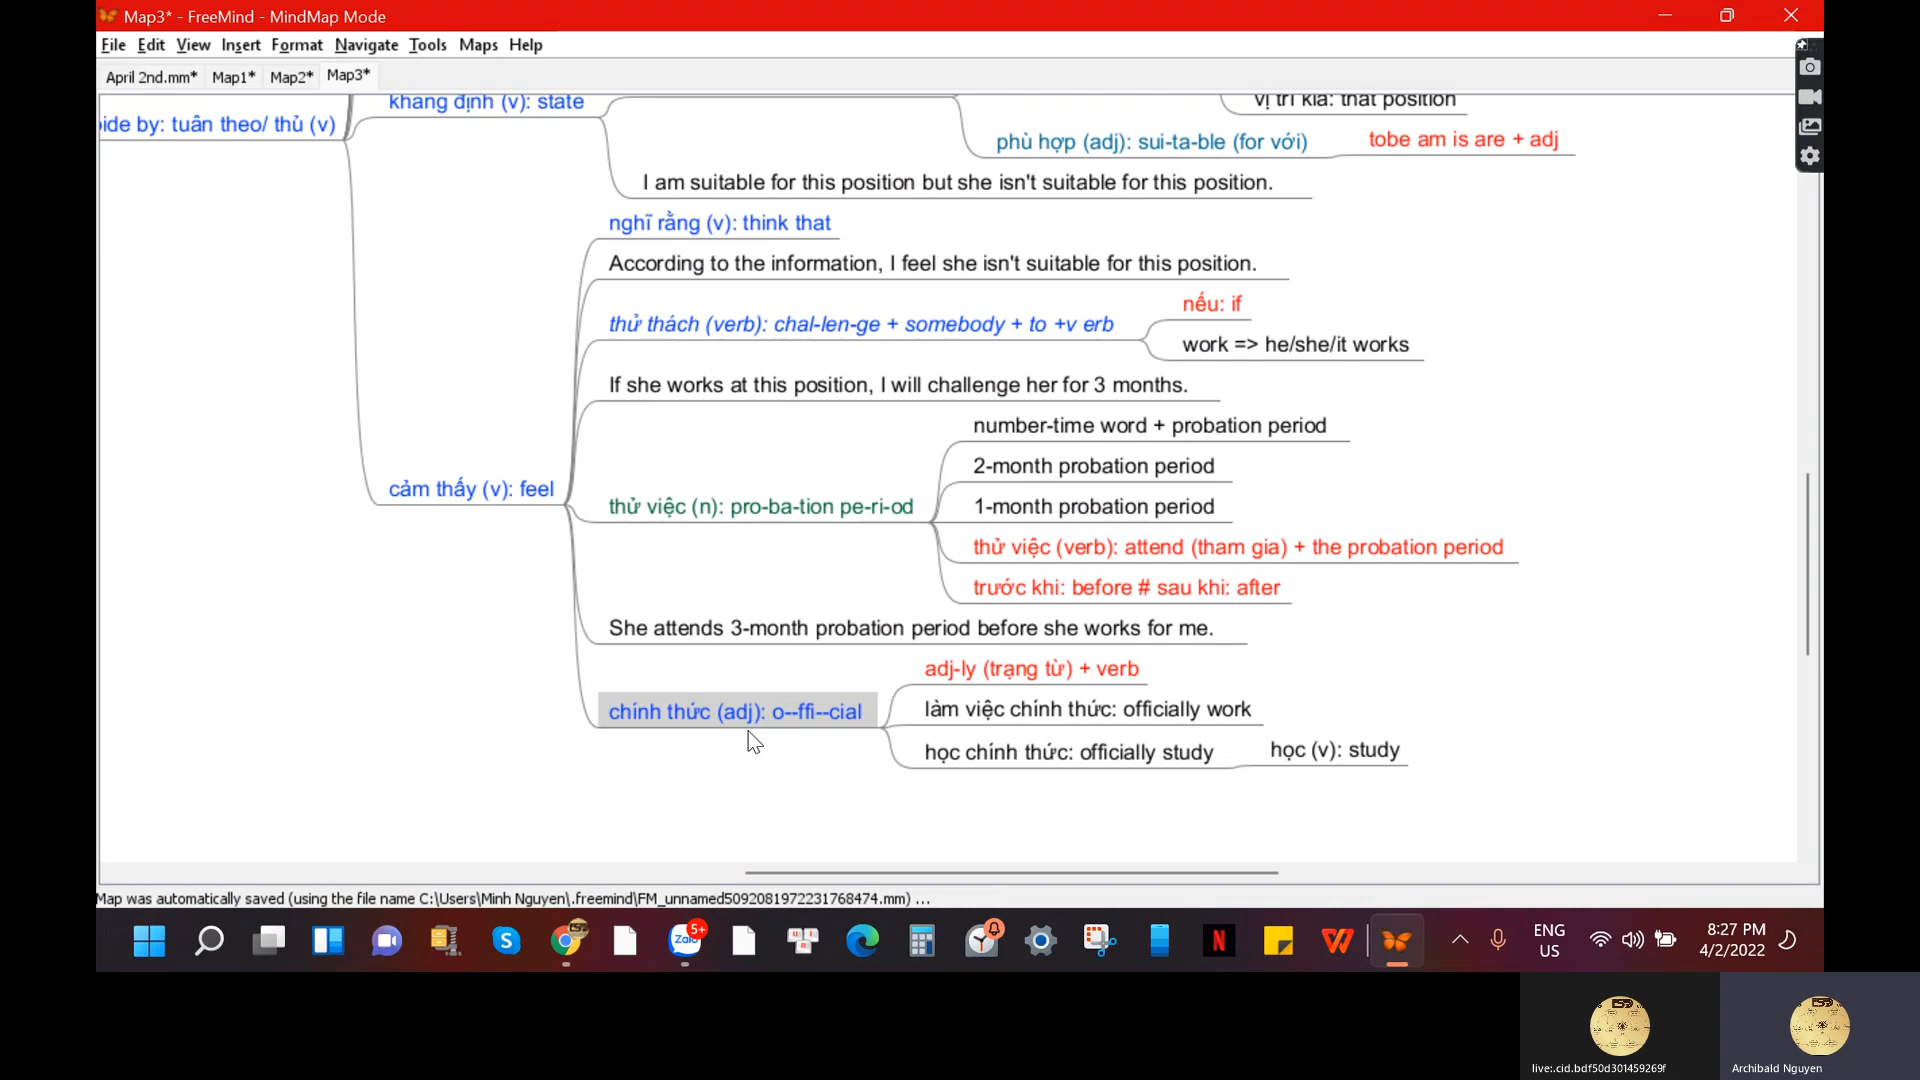 Map3* - FreeMind - MindMap Mode
File Edit View Insert Format Navigate Tools Maps Help
April 2nd.mm* Map1* Map2* Map3*
khẳng định (v): state
vị trí kia: that position
ide by: tuân theo/ thủ (v)
phù hợp (adj): sui-ta-ble (for với)
tobe am is are + adj
I am suitable for this position but she isn't suitable for this position.
nghĩ rằng (v): think that
According to the information, I feel she isn't suitable for this position.
nếu: if
thử thách (verb): chal-len-ge + somebody + to +v erb
work => he/she/it works
If she works at this position, I will challenge her for 3 months.
number-time word + probation period
2-month probation period
cảm thấy (v): feel
thử việc (n): pro-ba-tion pe-ri-od
1-month probation period
thử việc (verb): attend (tham gia) + the probation period
trước khi: before # sau khi: after
She attends 3-month probation period before she works for me.
adj-ly (trạng từ) + verb
chính thức (adj): o--ffi--cial
làm việc chính thức: officially work
học chính thức: officially study
học (v): study
Map was automatically saved (using the file name C:\Users\Minh Nguyen\.freemind\FM_unnamed5092081972231768474.mm) ...
Zalo
5+
ENG
US
8:27 PM
4/2/2022
live:.cid.bdf50d301459269f
Archibald Nguyen